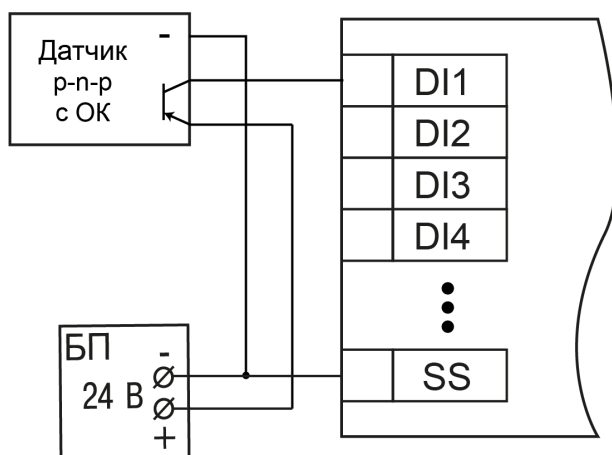 Датчик
p-n-p
с ОК
-
DI1
DI2
DI3
DI4
SS
БП
-
24 В
+